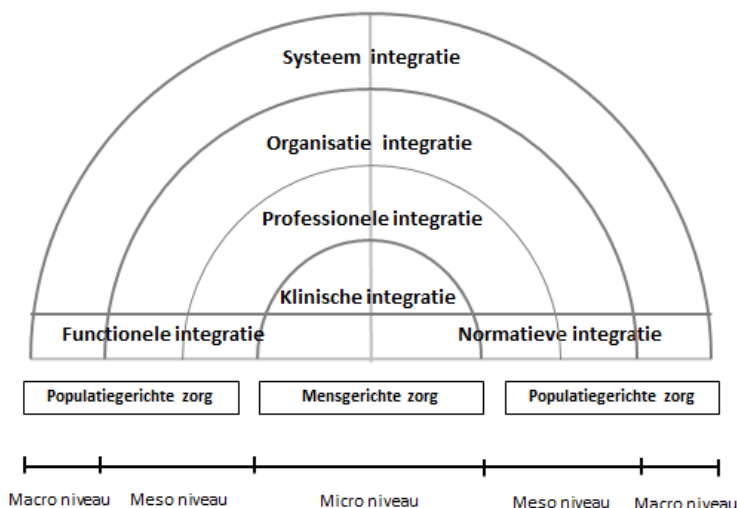 Systeem integratie
Organisatie integratie
Professionele integratie
Klinische integratie
Functionele integratie Normatieve integratie
Populatiegerichte zorg Mensgerichte zorg Populatiegerichte zorg
Macro niveau Meso niveau Micro niveau Meso niveau Macro niveau